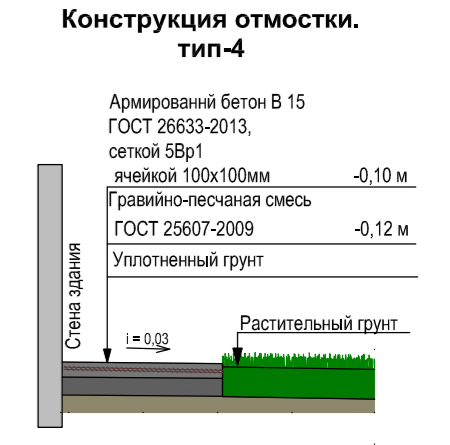 Конструкция отмостки.
тип-4
Армированнй бетон В 15
ГОСТ 26633-2013,
сеткой 5Вр1
ячейкой 100х100мм -0,10 м
Гравийно-песчаная смесь
ГОСТ 25607-2009 -0,12 м
Уплотненный грунт
Стена здания
i = 0,03
Растительный грунт